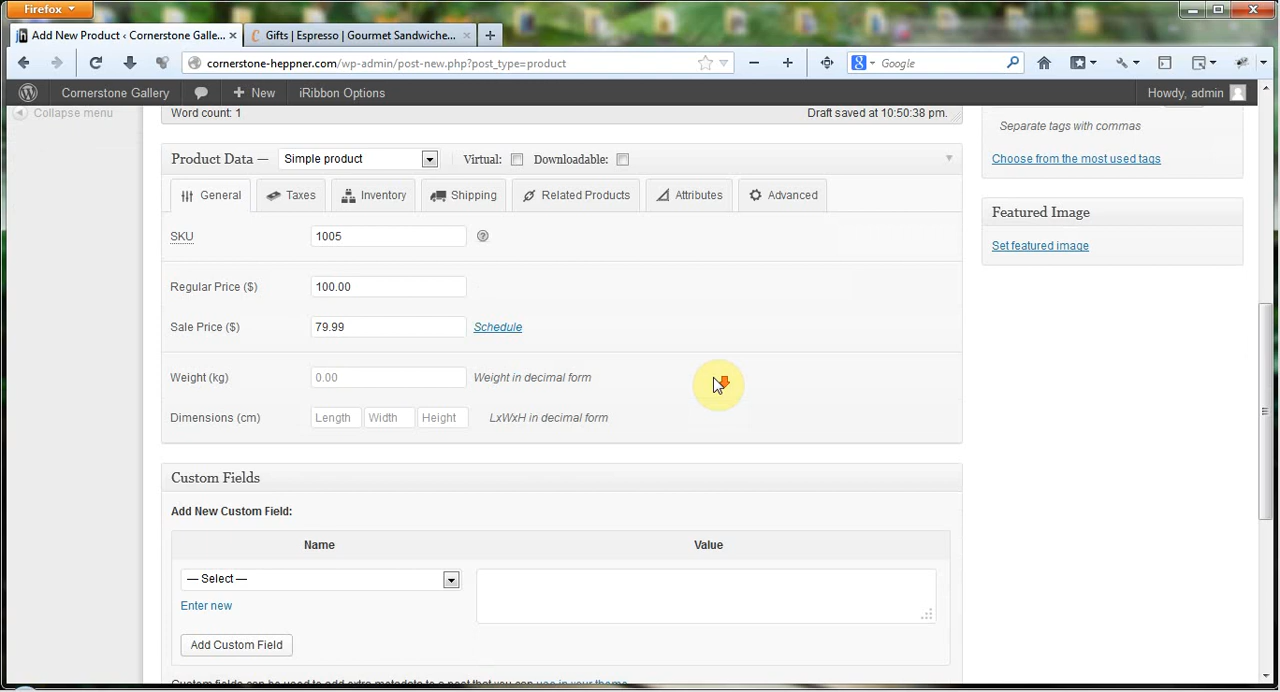 Firefox
Add New Product ‹ Cornerstone Galle...
Gifts | Espresso | Gourmet Sandwiche...
cornerstone-heppner.com/wp-admin/post-new.php?post_type=product
Google
Cornerstone Gallery
New
iRibbon Options
Howdy, admin
Collapse menu
Word count: 1
Draft saved at 10:50:38 pm.
Separate tags with commas
Choose from the most used tags
Product Data —
Simple product
Virtual:
Downloadable:
General
Taxes
Inventory
Shipping
Related Products
Attributes
Advanced
Featured Image
Set featured image
SKU
1005
Regular Price ($)
100.00
Sale Price ($)
79.99
Schedule
Weight (kg)
0.00
Weight in decimal form
Dimensions (cm)
Length
Width
Height
LxWxH in decimal form
Custom Fields
Add New Custom Field:
Name
Value
— Select —
Enter new
Add Custom Field
Custom fields can be used to add extra metadata to a post that you can use in your theme.